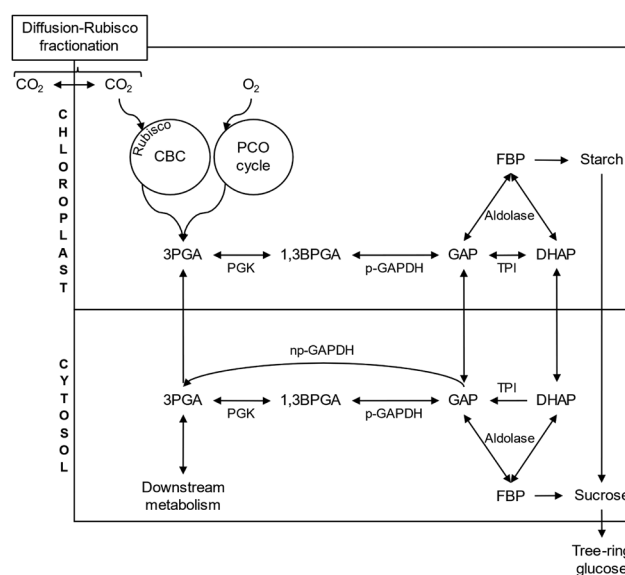 Diffusion-Rubisco
fractionation
CO2 CO2 O2
CHLOROPLAST
Rubisco
CBC
PCO
cycle
FBP Starch
Aldolase
3PGA 1,3BPGA GAP DHAP
PGK p-GAPDH TPI
CYTOSOL
np-GAPDH
TPI
3PGA 1,3BPGA GAP DHAP
PGK p-GAPDH
Aldolase
Downstream
metabolism
FBP Sucrose
Tree-ring
glucose